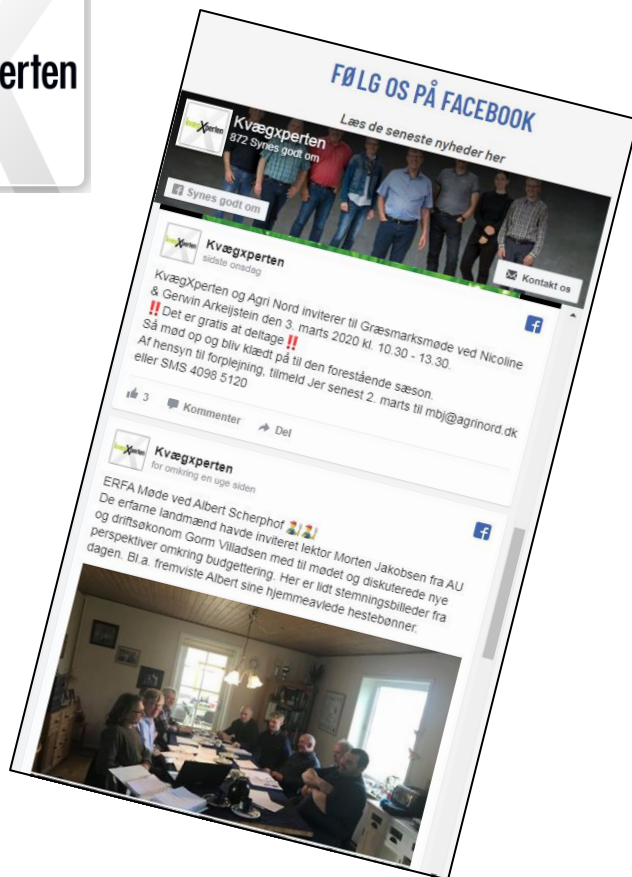 erten
FØLG OS PÅ FACEBOOK
Læs de seneste nyheder her
KvægXperten
Kvægxperten
872 Synes godt om
Synes godt om
Kontakt os
KvægXperten
Kvægxperten
sidste onsdag
KvægXperten og Agri Nord inviterer til Græsmarksmøde ved Nicoline
& Gerwin Arkeijstein den 3. marts 2020 kl. 10.30 - 13.30.
‼️Det er gratis at deltage ‼️
Så mød op og bliv klædt på til den forestående sæson.
Af hensyn til forplejning, tilmeld Jer senest 2. marts til mbj@agrinord.dk
eller SMS 4098 5120
3 Kommenter Del
KvægXperten
Kvægxperten
for omkring en uge siden
ERFA Møde ved Albert Scherphof
De erfarne landmænd havde inviteret lektor Morten Jakobsen fra AU
og driftsøkonom Gorm Villadsen med til mødet og diskuterede nye
perspektiver omkring budgettering. Her er lidt stemningsbilleder fra
dagen. Bl.a. fremviste Albert sine hjemmeavlede hestebønner.